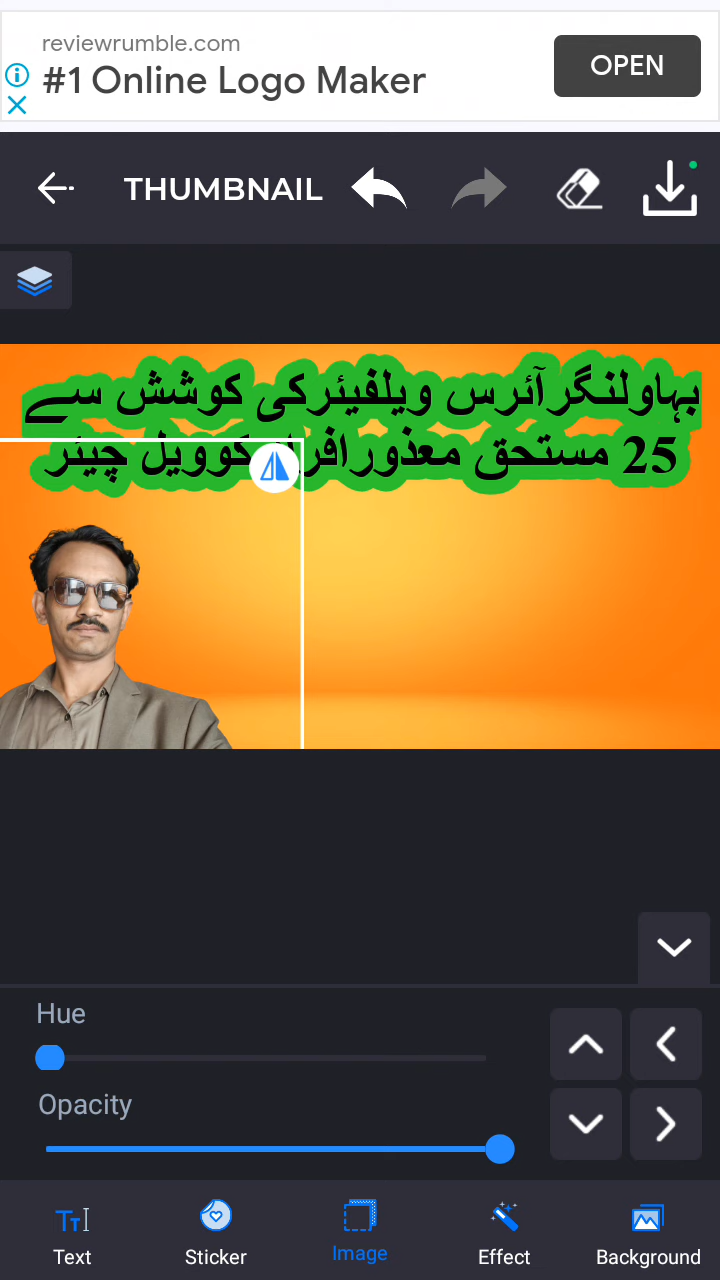 reviewrumble.com
#1 Online Logo Maker
OPEN
THUMBNAIL
بہاولنگرآئرس ویلفیئرکی کوشش سے
25 مستحق معذورافراد کوویل چیئر
Hue
Opacity
Text
Sticker
Image
Effect
Background